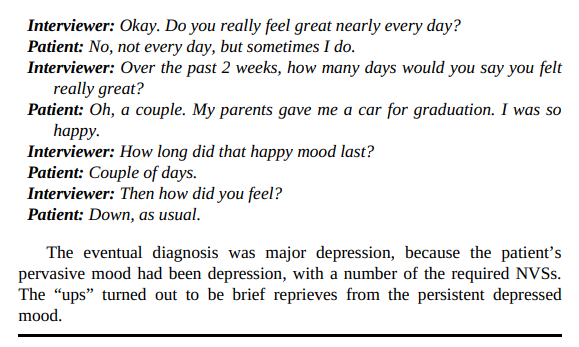 Interviewer: Okay. Do you really feel great nearly every day?
Patient: No, not every day, but sometimes I do.
Interviewer: Over the past 2 weeks, how many days would you say you felt
really great?
Patient: Oh, a couple. My parents gave me a car for graduation. I was so
happy.
Interviewer: How long did that happy mood last?
Patient: Couple of days.
Interviewer: Then how did you feel?
Patient: Down, as usual.
The eventual diagnosis was major depression, because the patient’s
pervasive mood had been depression, with a number of the required NVSs.
The “ups” turned out to be brief reprieves from the persistent depressed
mood.